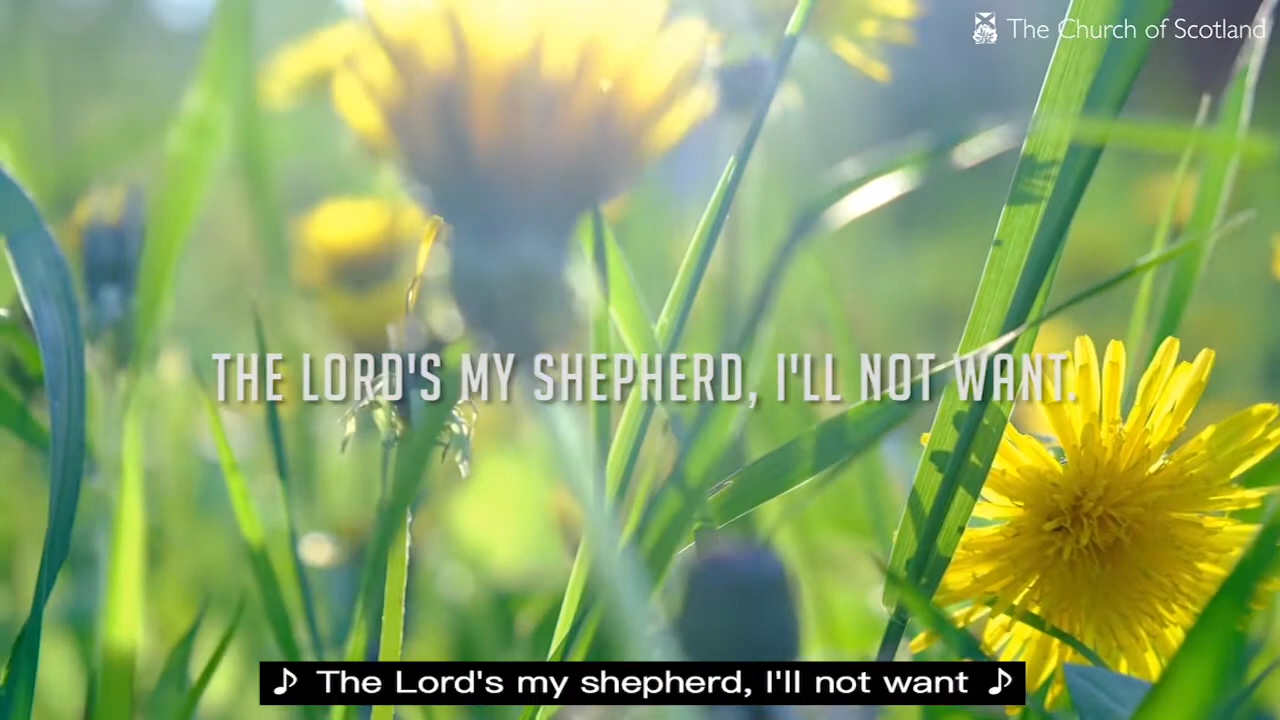 The Church of Scotland
THE LORD'S MY SHEPHERD, I'LL NOT WANT.
♪ The Lord's my shepherd, I'll not want ♪